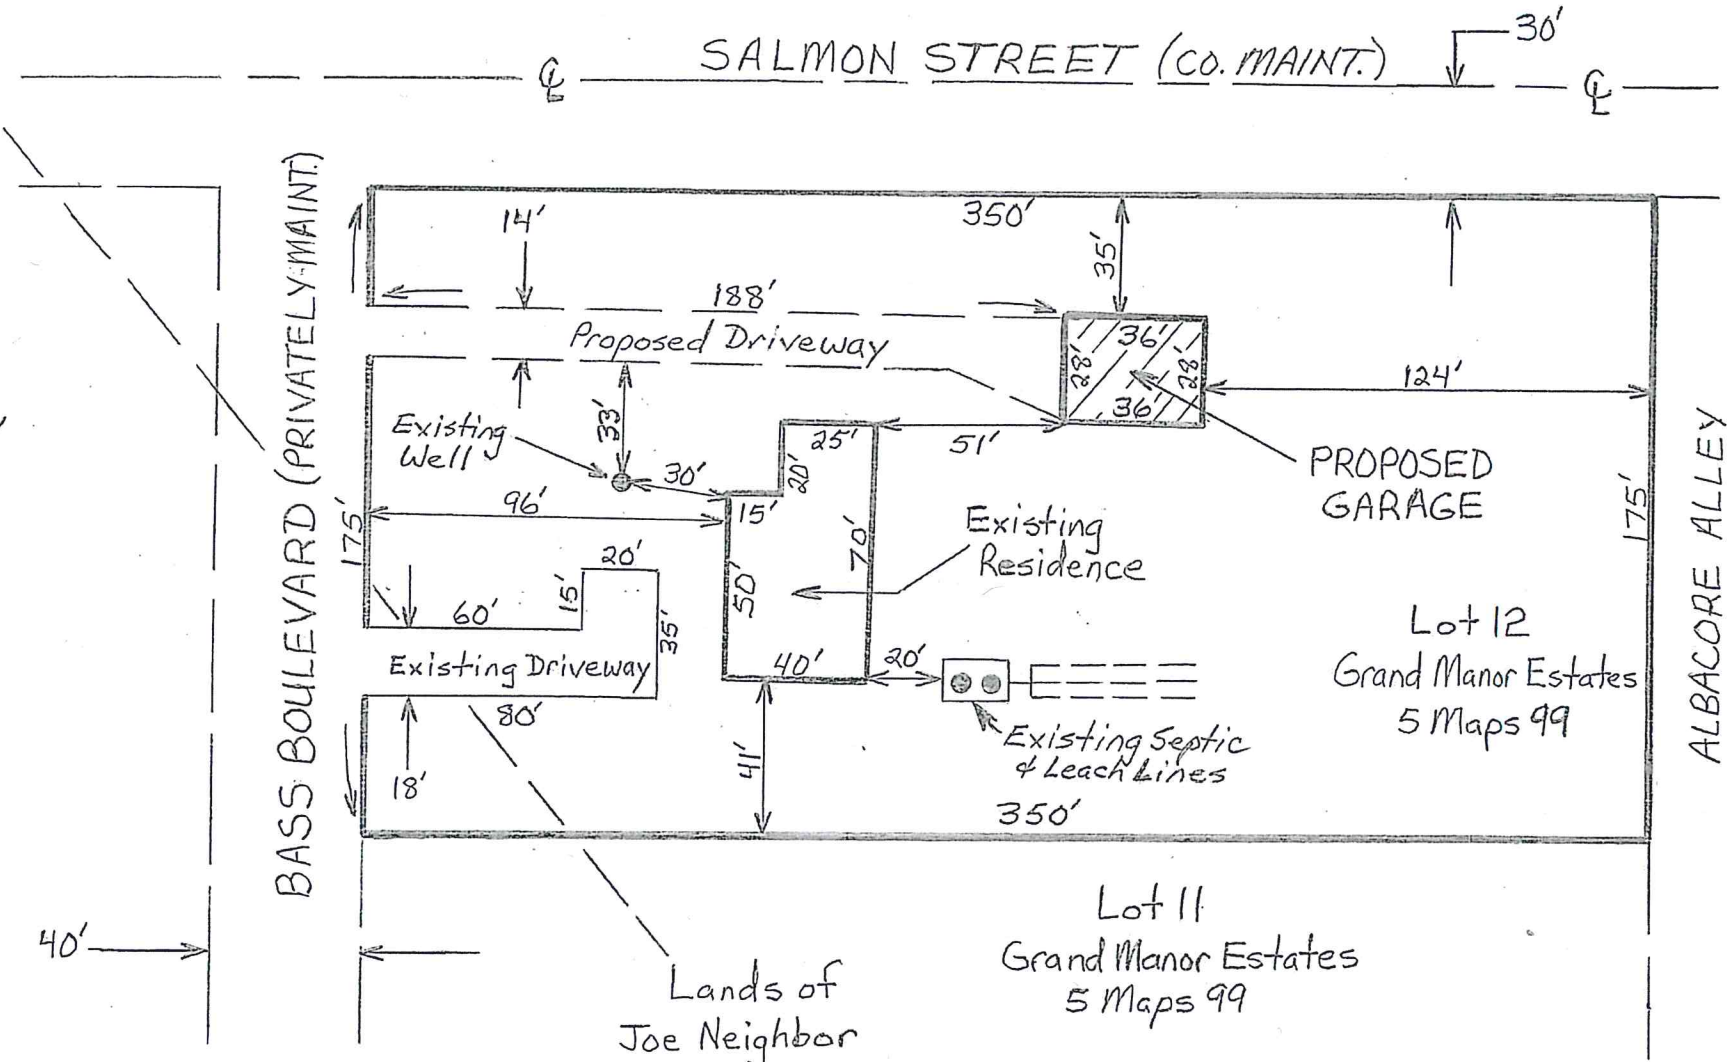 SALMON STREET (CO. MAINT.)
30'
℄
℄
BASS BOULEVARD (PRIVATELY MAINT.)
350'
14'
35'
188'
Proposed Driveway
36'
28'
28'
36'
124'
Existing
Well
33'
30'
25'
20'
51'
PROPOSED
GARAGE
96'
15'
175'
175'
Existing
Residence
70'
50'
20'
15'
60'
35'
Existing Driveway
80'
18'
40'
20'
Existing Septic
& Leach Lines
41'
350'
Lot 12
Grand Manor Estates
5 Maps 99
ALBACORE ALLEY
40'
Lot 11
Grand Manor Estates
5 Maps 99
Lands of
Joe Neighbor